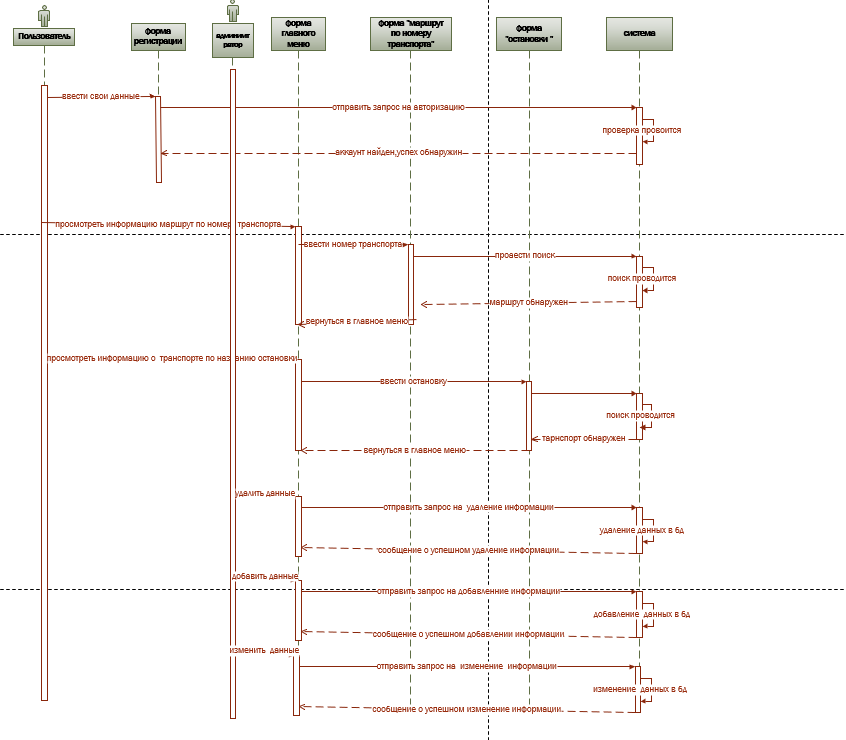 Пользователь
форма
регистрации
админист
ратор
форма
главного
меню
форма "маршрут
по номеру
транспорта"
форма
"остановки "
система
ввести свои данные
отправить запрос на авторизацию
проверка провоится
аккаунт найден,успех обнаружин
просмотреть информацию маршрут по номеру транспорта
ввести номер транспорта
провести поиск
поиск проводится
маршрут обнаружен
вернуться в главное меню
просмотреть информацию о транспорте по названию остановки
ввести остановку
поиск проводится
тарнспорт обнаружен
вернуться в главное меню
удалить данные
отправить запрос на удаление информации
удаление данных в бд
сообщение о успешном удаление информации
добавить данные
отправить запрос на добавленние информации
добавление данных в бд
сообщение о успешном добавлении информации
изменить данные
отправить запрос на изменение информации
изменение данных в бд
сообщение о успешном изменение информации.